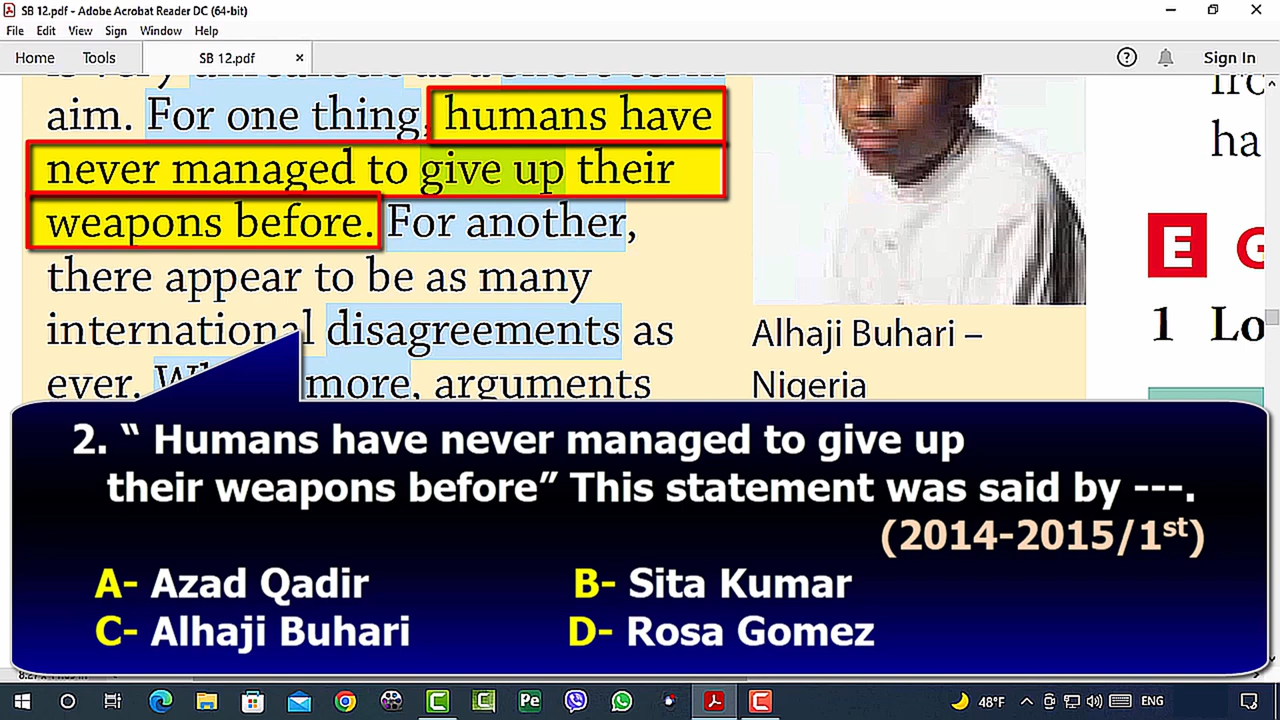 SB 12.pdf - Adobe Acrobat Reader DC (64-bit)
File Edit View Sign Window Help
Home Tools SB 12.pdf × Sign In
aim. For one thing, humans have
never managed to give up their
weapons before. For another,
there appear to be as many
international disagreements as
ever. more, arguments
Alhaji Buhari –
Nigeria
ha
E G
1 Lo
2. “ Humans have never managed to give up
their weapons before” This statement was said by ---.
(2014-2015/1st)
A- Azad Qadir B- Sita Kumar
C- Alhaji Buhari D- Rosa Gomez
48°F ENG